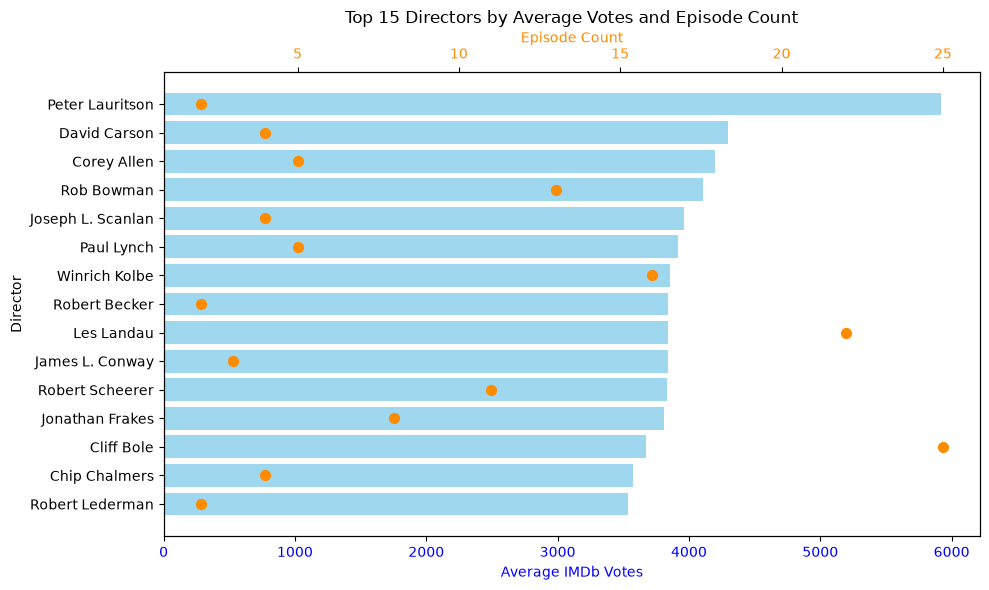 Top 15 Directors by Average Votes and Episode Count
Episode Count
5 10 15 20 25
Director
Peter Lauritson
David Carson
Corey Allen
Rob Bowman
Joseph L. Scanlan
Paul Lynch
Winrich Kolbe
Robert Becker
Les Landau
James L. Conway
Robert Scheerer
Jonathan Frakes
Cliff Bole
Chip Chalmers
Robert Lederman
0 1000 2000 3000 4000 5000 6000
Average IMDb Votes